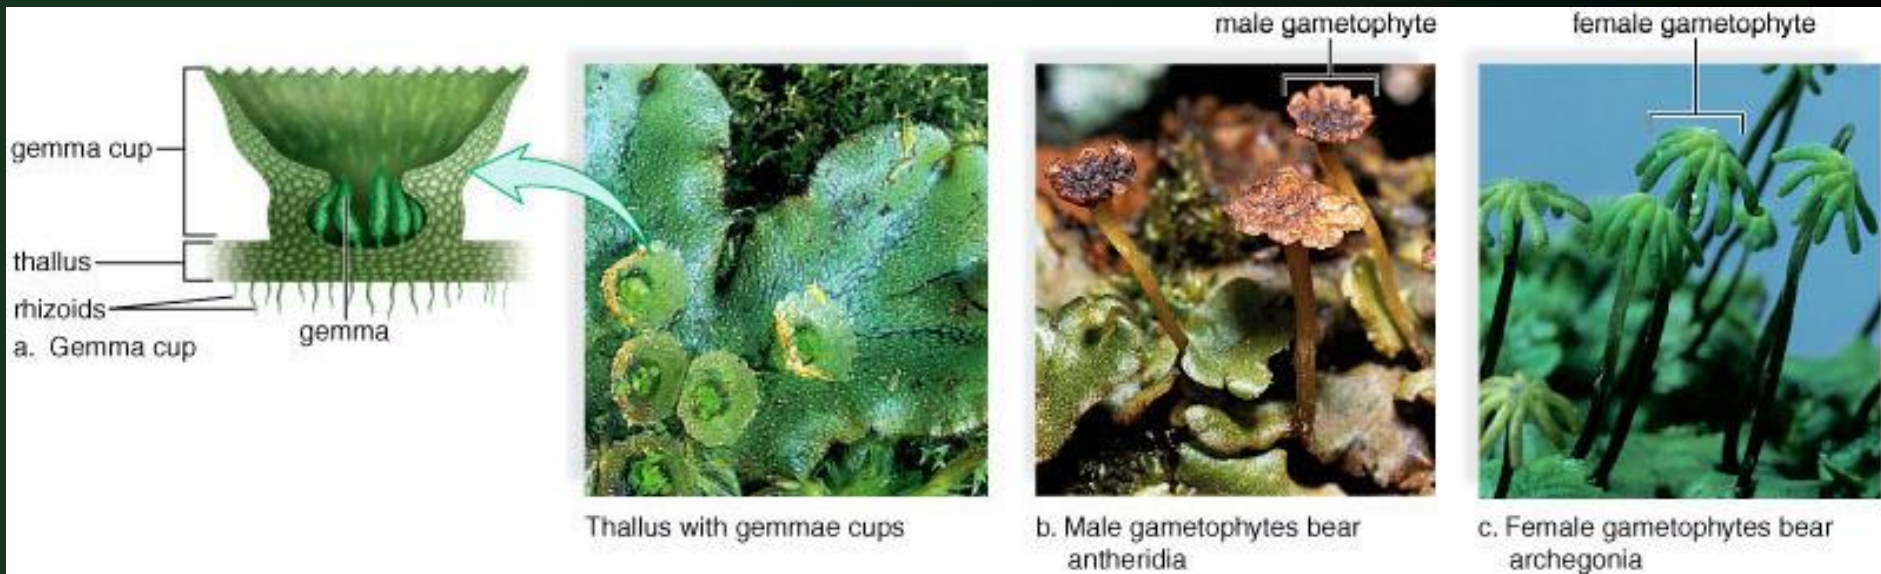 gemma cup
thallus
rhizoids
gemma
a. Gemma cup
Thallus with gemmae cups
male gametophyte
b. Male gametophytes bear
antheridia
female gametophyte
c. Female gametophytes bear
archegonia